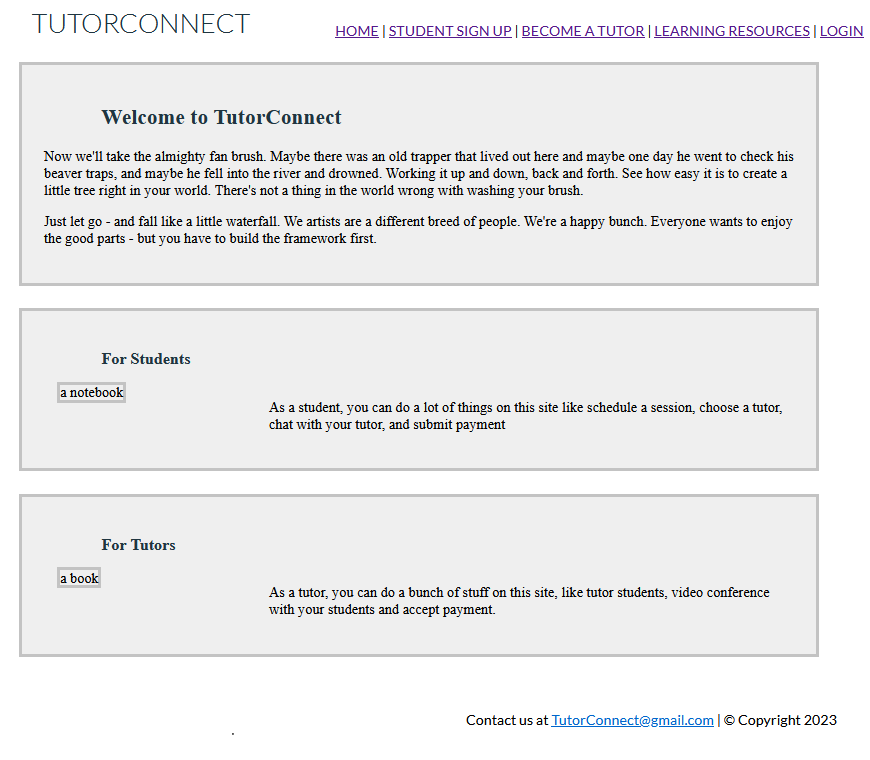 TUTORCONNECT
HOME | STUDENT SIGN UP | BECOME A TUTOR | LEARNING RESOURCES | LOGIN
Welcome to TutorConnect
Now we'll take the almighty fan brush. Maybe there was an old trapper that lived out here and maybe one day he went to check his
beaver traps, and maybe he fell into the river and drowned. Working it up and down, back and forth. See how easy it is to create a
little tree right in your world. There's not a thing in the world wrong with washing your brush.
Just let go - and fall like a little waterfall. We artists are a different breed of people. We're a happy bunch. Everyone wants to enjoy
the good parts - but you have to build the framework first.
For Students
a notebook
As a student, you can do a lot of things on this site like schedule a session, choose a tutor,
chat with your tutor, and submit payment
For Tutors
a book
As a tutor, you can do a bunch of stuff on this site, like tutor students, video conference
with your students and accept payment.
Contact us at TutorConnect@gmail.com | © Copyright 2023
.